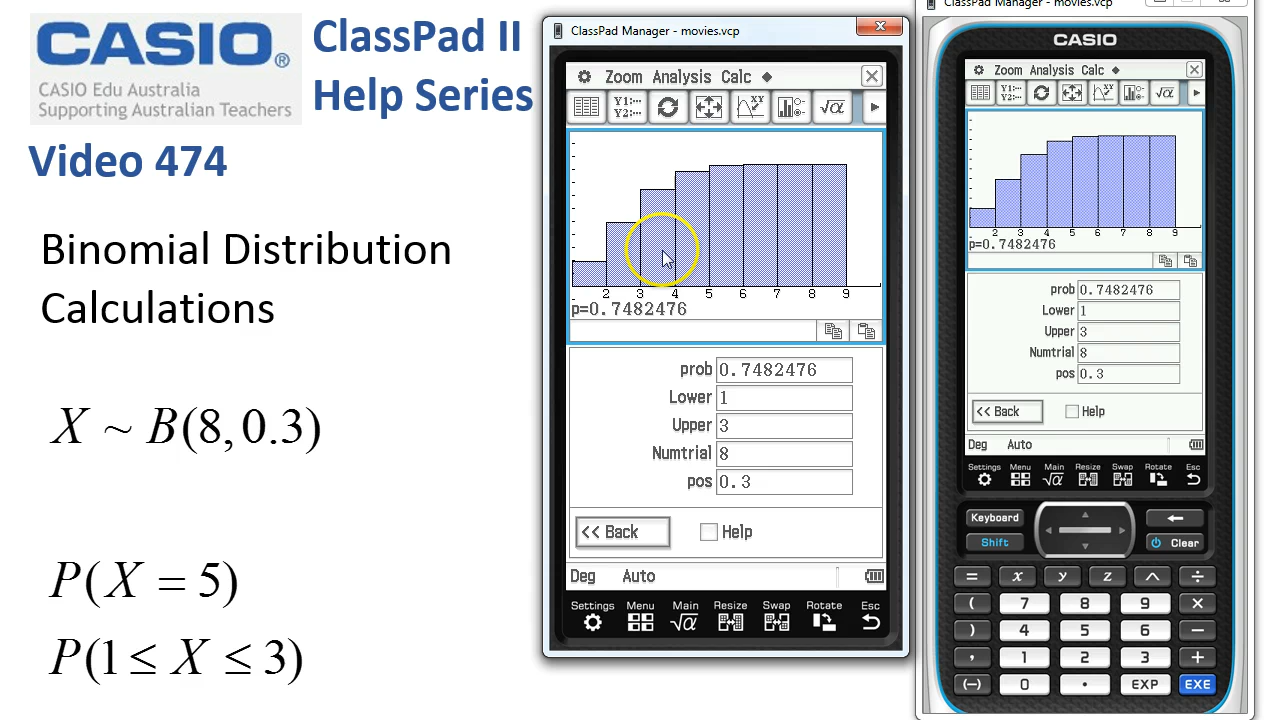 CASIO®
CASIO Edu Australia
Supporting Australian Teachers
ClassPad II
Help Series
Video 474
Binomial Distribution
Calculations
X ~ B(8, 0.3)
P(X = 5)
P(1 ≤ X ≤ 3)
ClassPad Manager - movies.vcp
Zoom Analysis Calc ◆
Y1:···
Y2:···
XY
√α
2 3 4 5 6 7 8 9
p=0.7482476
prob 0.7482476
Lower 1
Upper 3
Numtrial 8
pos 0.3
<< Back Help
Deg Auto
Settings Menu Main Resize Swap Rotate Esc
√α
ClassPad Manager - movies.vcp
CASIO
Zoom Analysis Calc ◆
Y1:···
Y2:···
XY
√α
2 3 4 5 6 7 8 9
p=0.7482476
prob 0.7482476
Lower 1
Upper 3
Numtrial 8
pos 0.3
<< Back Help
Deg Auto
Settings Menu Main Resize Swap Rotate Esc
√α
Keyboard
Shift Clear
= x y z ^ ÷
( 7 8 9 ×
) 4 5 6 −
, 1 2 3 +
(−) 0 • EXP EXE